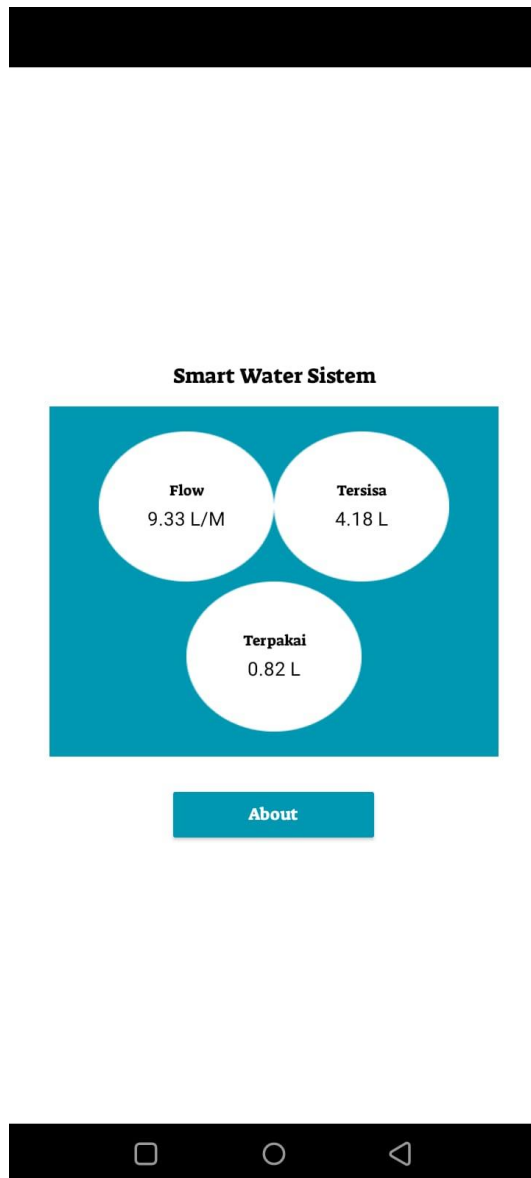 Smart Water Sistem
Flow
9.33 L/M
Tersisa
4.18 L
Terpakai
0.82 L
About